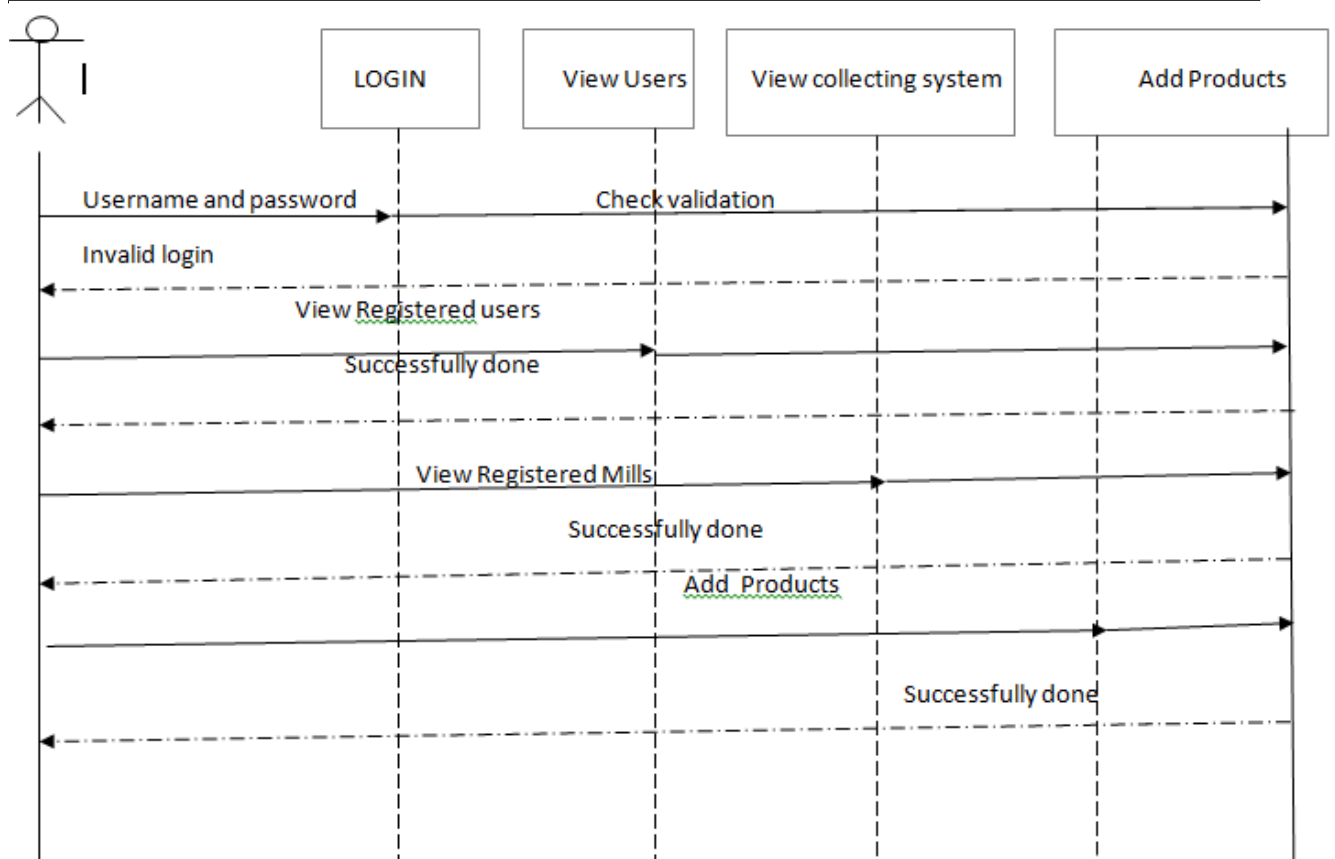 LOGIN
View Users
View collecting system
Add Products
Username and password
Check validation
Invalid login
View Registered users
Successfully done
View Registered Mills
Successfully done
Add Products
Successfully done